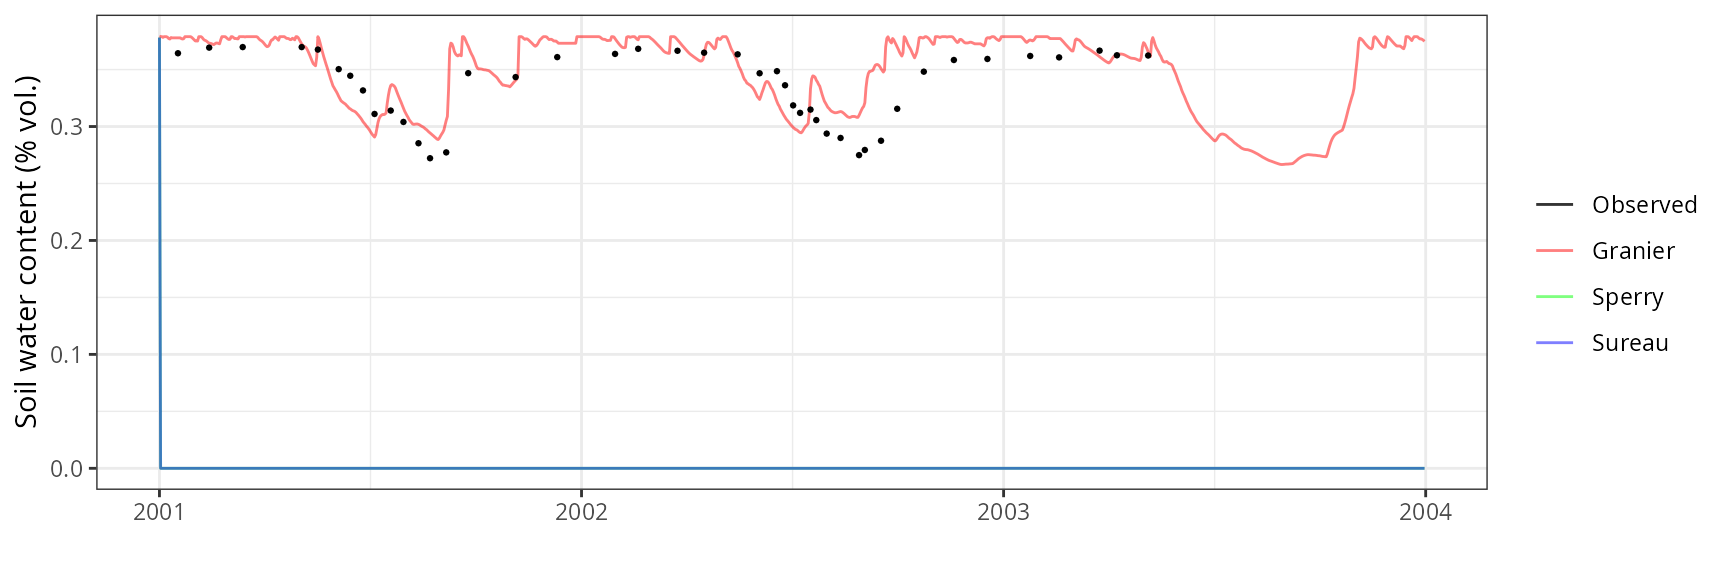 Soil water content (% vol.)
0.3
0.2
0.1
0.0
2001
2002
2003
2004
Observed
Granier
Sperry
Sureau